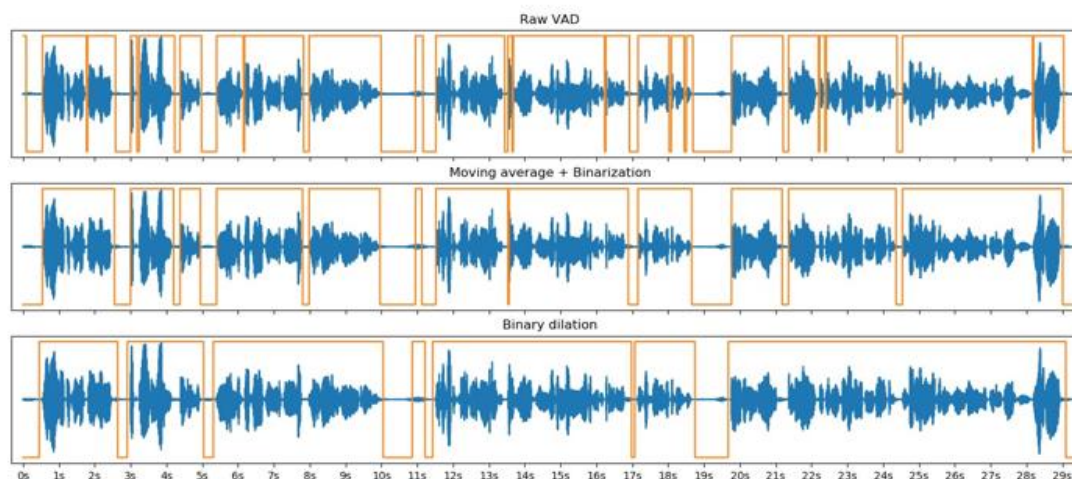 Raw VAD
Moving average + Binarization
Binary dilation
0s 1s 2s 3s 4s 5s 6s 7s 8s 9s 10s 11s 12s 13s 14s 15s 16s 17s 18s 19s 20s 21s 22s 23s 24s 25s 26s 27s 28s 29s